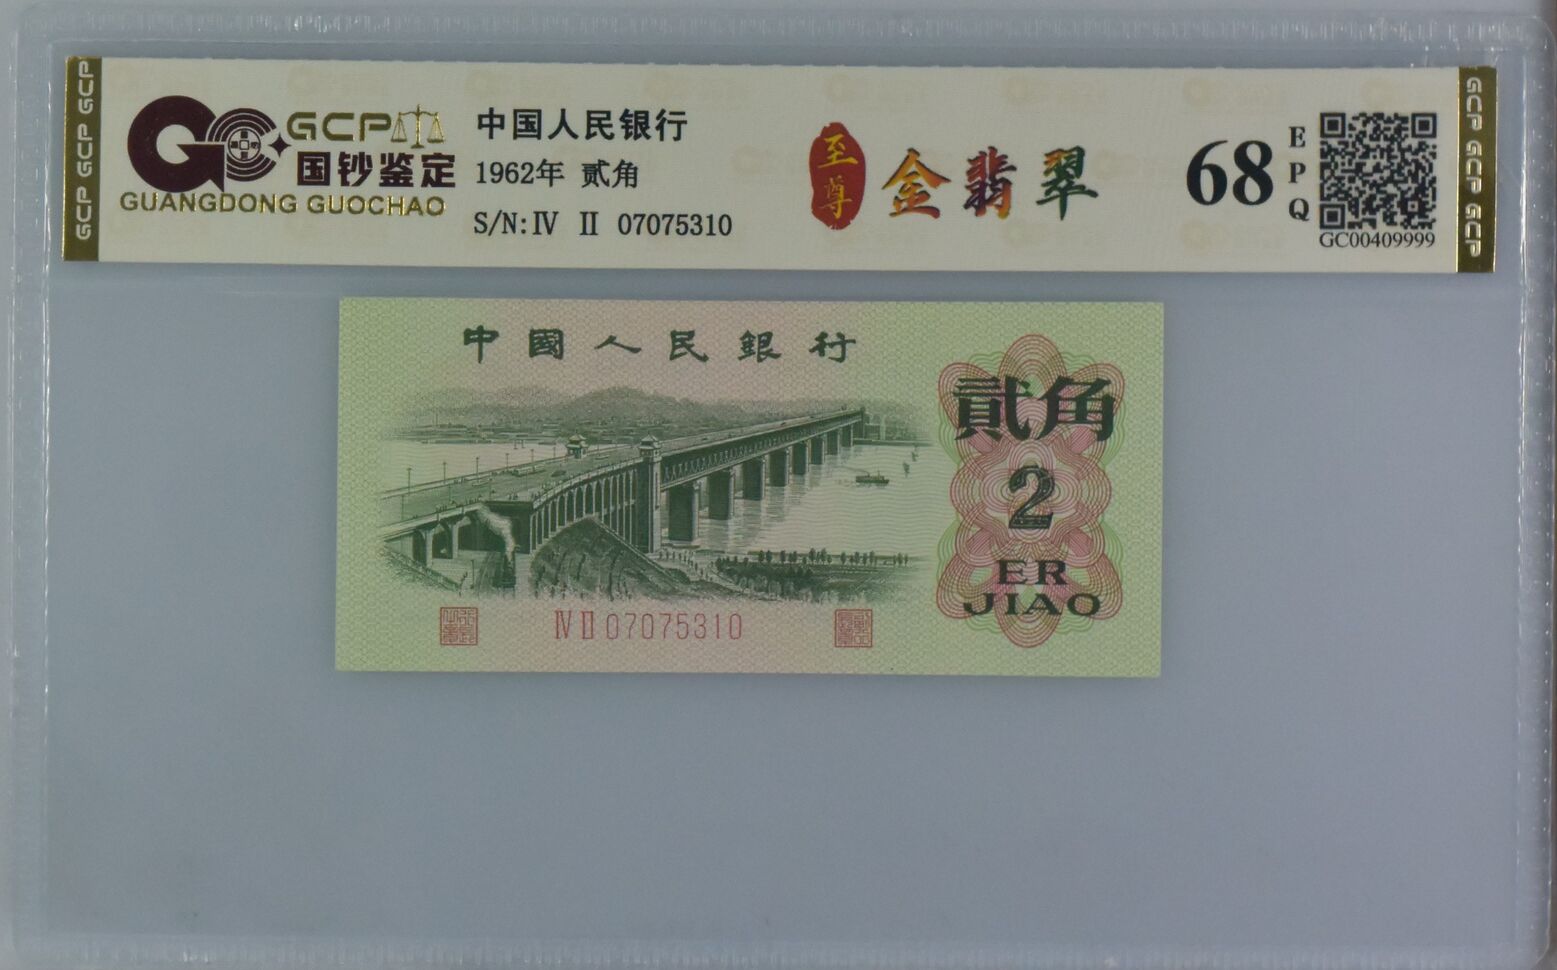 GCP GCP GCP
GCP
国钞鉴定
GUANGDONG GUOCHAO
中国人民银行
1962年 贰角
S/N:Ⅳ Ⅱ 07075310
至尊
金翡翠
68
EPQ
GC00409999
GCP GCP GCP
中國人民銀行
貳角
2
ER
JIAO
Ⅳ Ⅱ 07075310